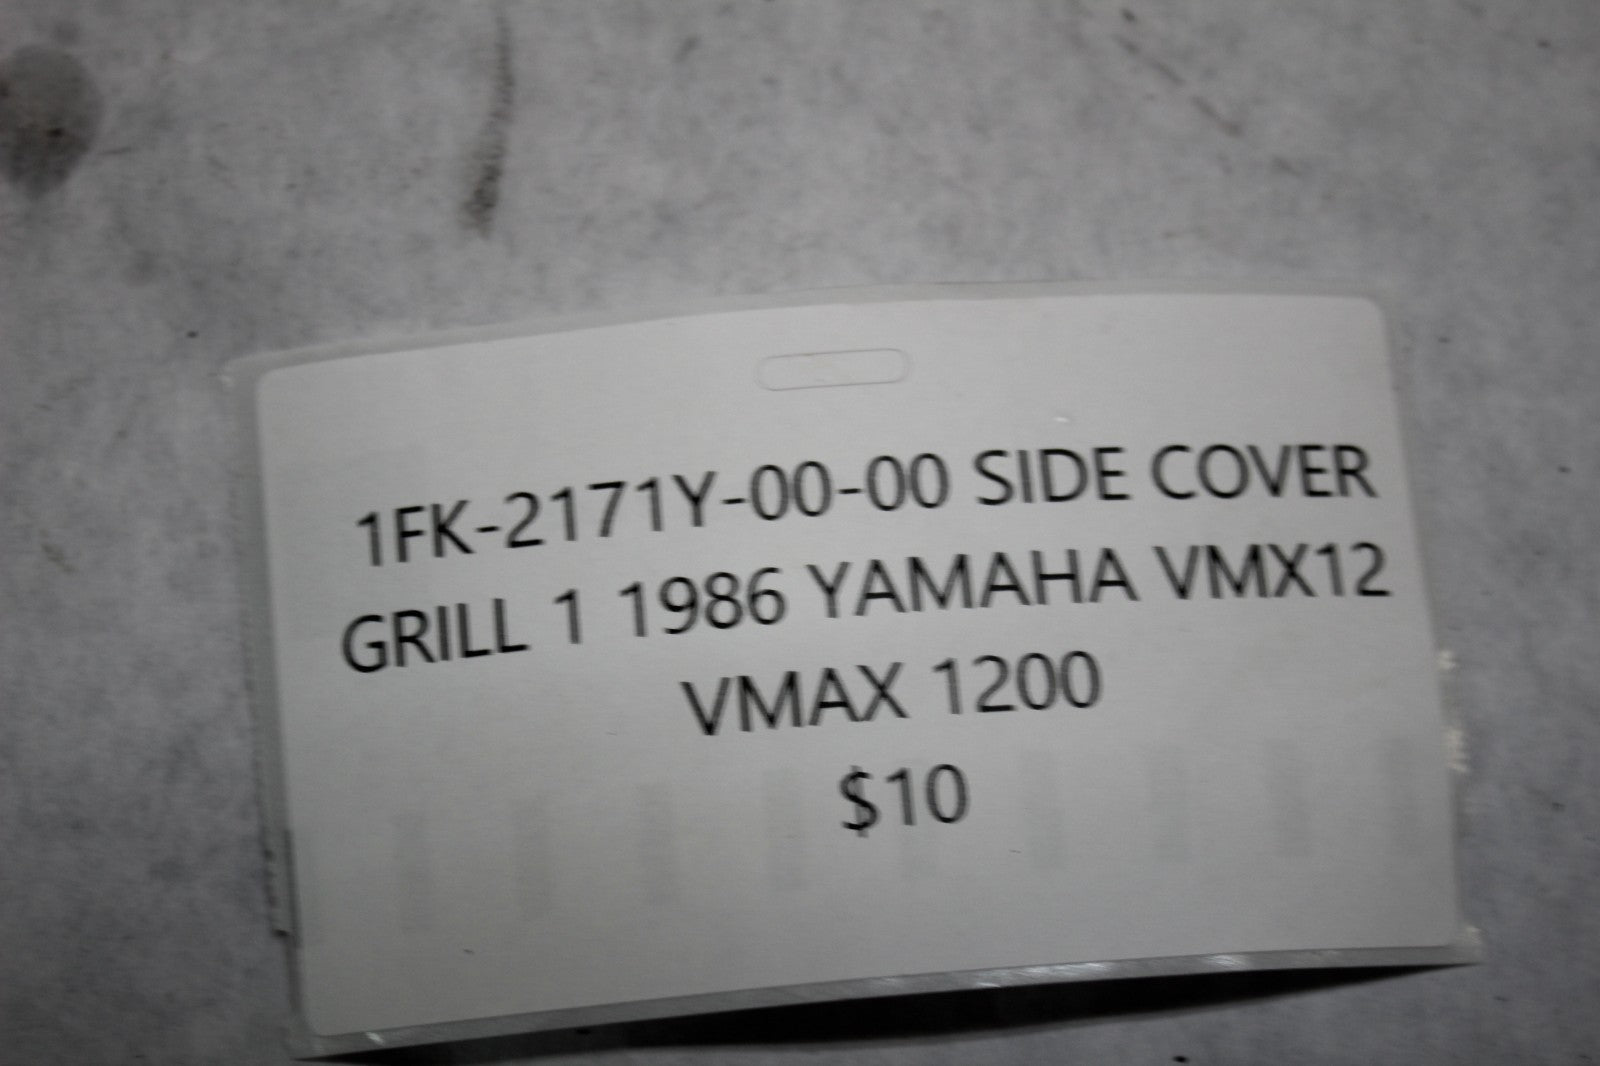 1FK-2171Y-00-00 SIDE COVER
GRILL 1 1986 YAMAHA VMX12
VMAX 1200
$10